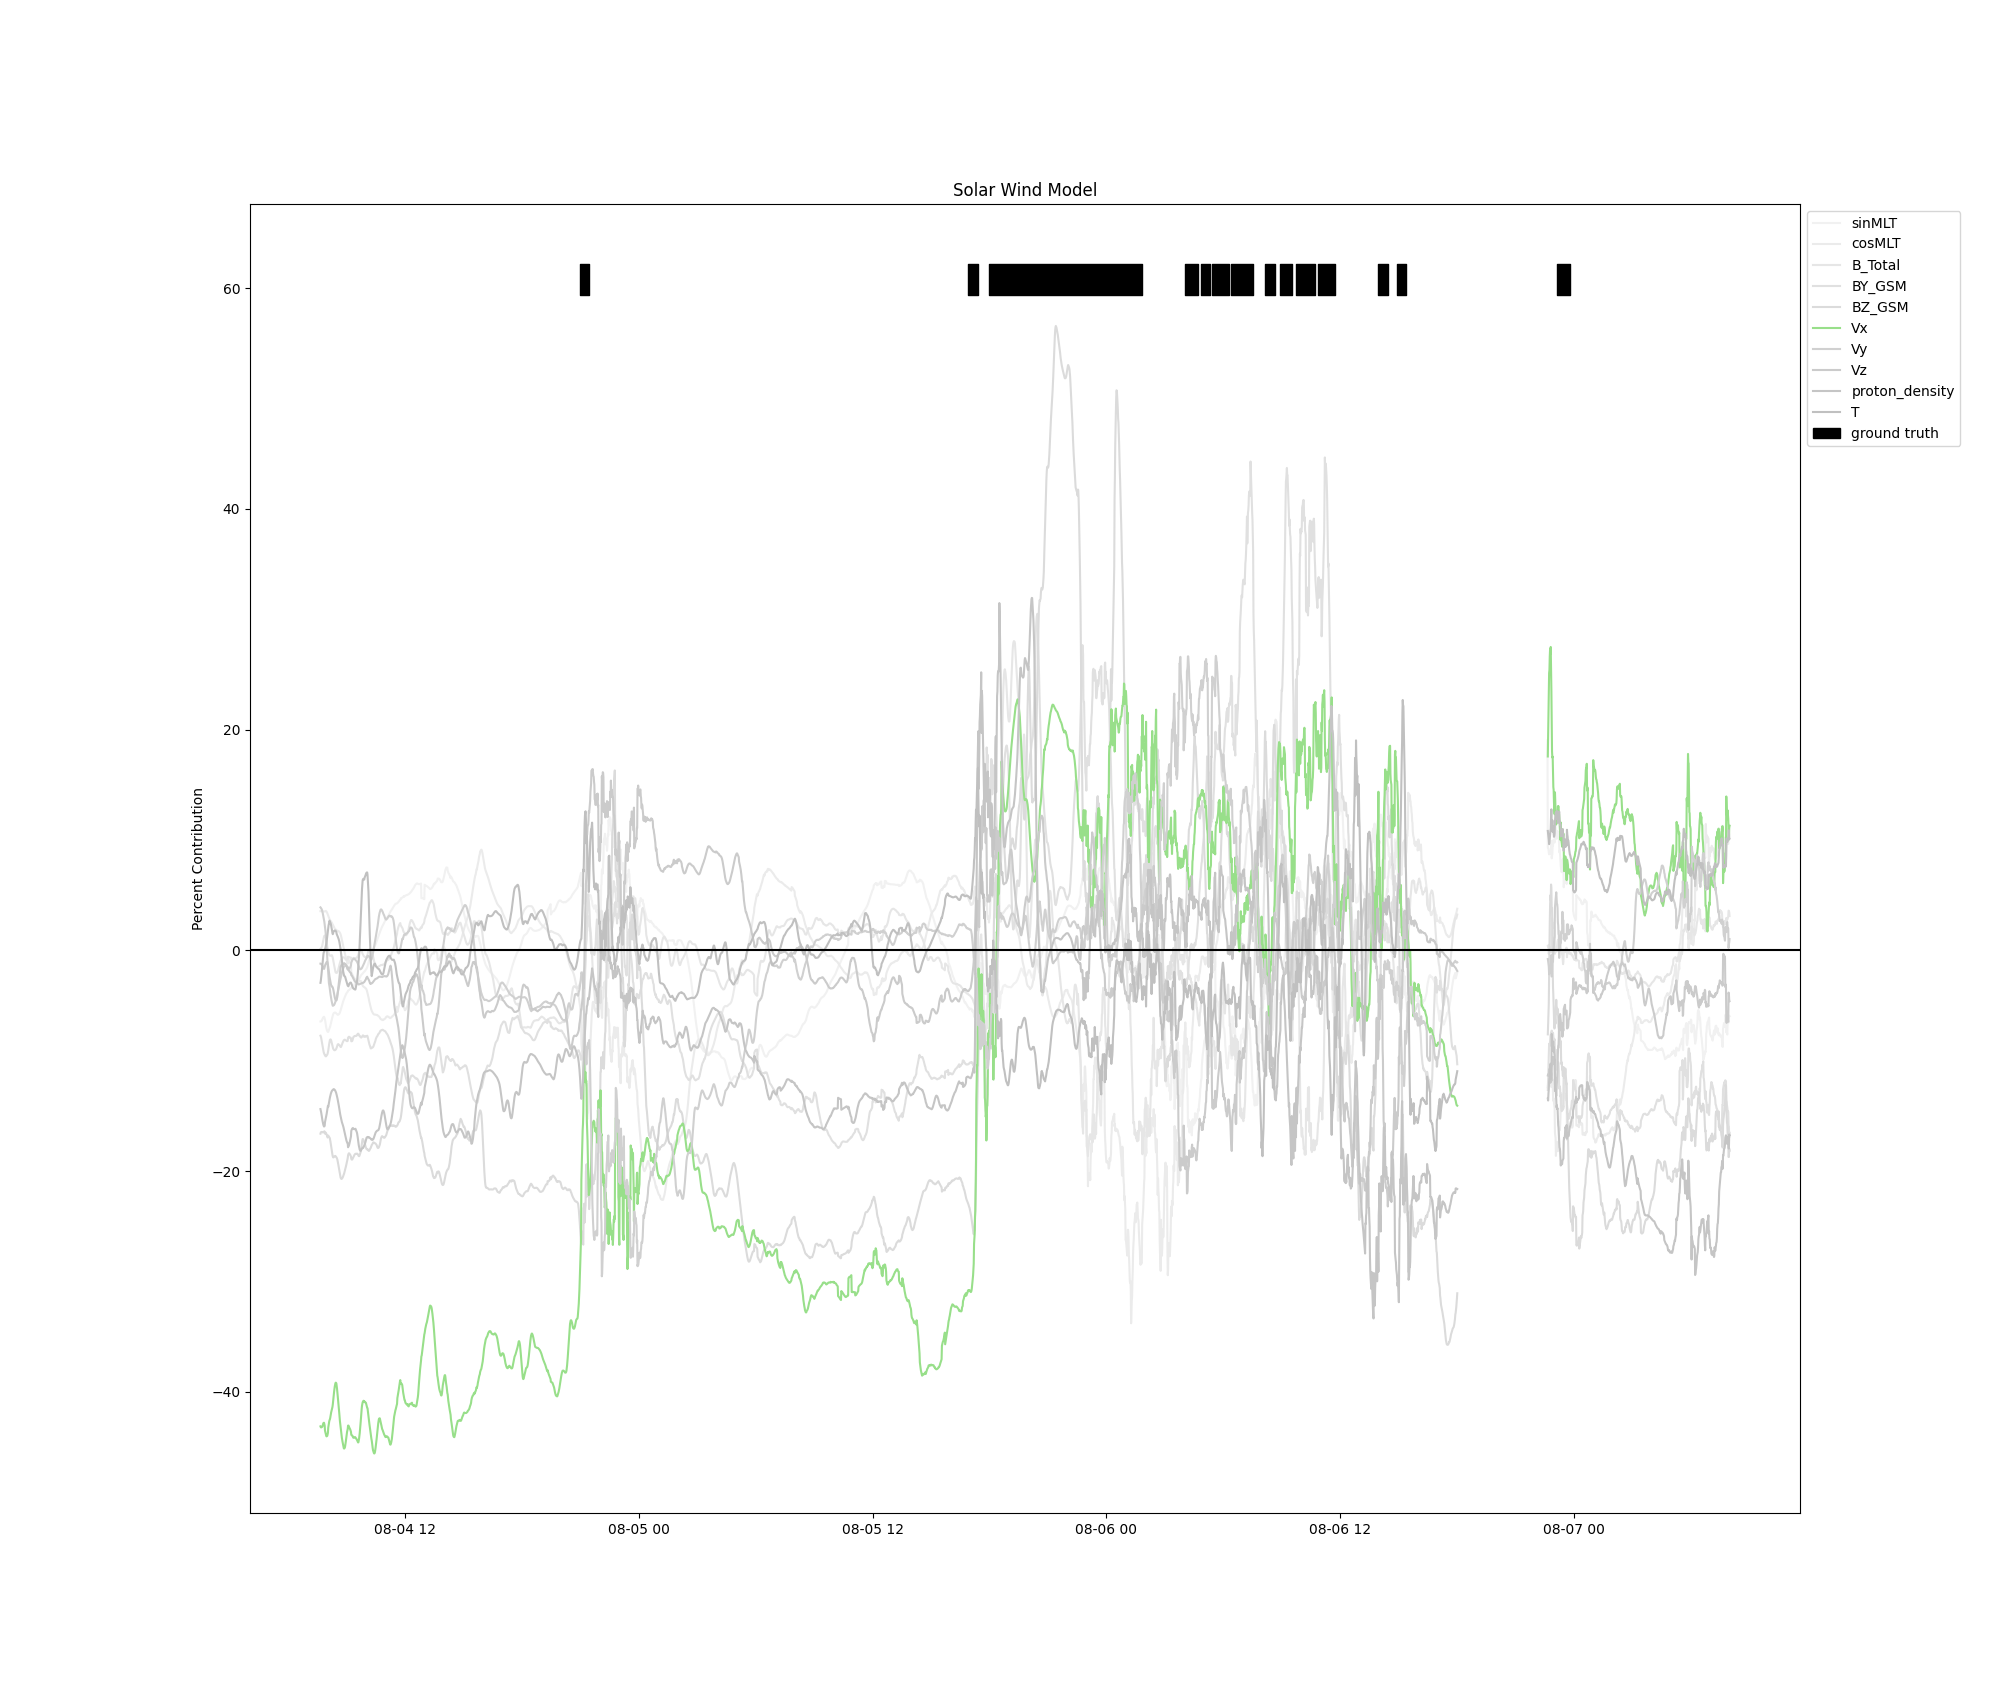 Solar Wind Model
sinMLT
cosMLT
B_Total
BY_GSM
BZ_GSM
Vx
Vy
Vz
proton_density
T
ground truth
Percent Contribution
60
40
20
0
−20
−40
08-04 12
08-05 00
08-05 12
08-06 00
08-06 12
08-07 00